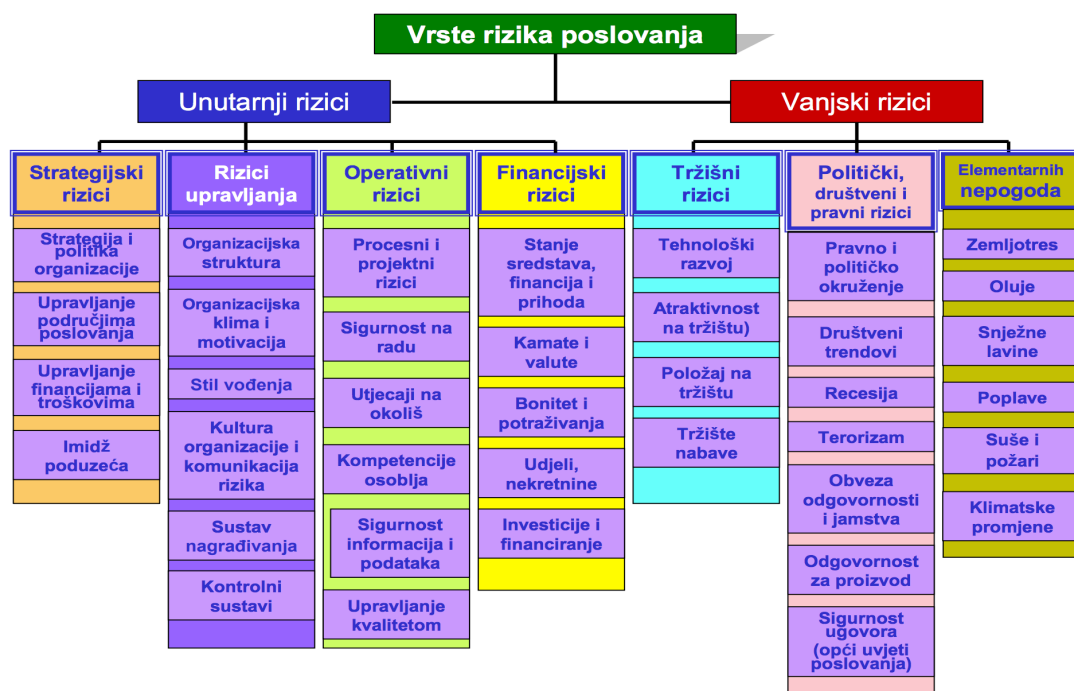 Vrste rizika poslovanja
Unutarnji rizici
Vanjski rizici
Strategijski
rizici
Strategija i
politika
organizacije
Upravljanje
područjima
poslovanja
Upravljanje
financijama i
troškovima
Imidž
poduzeća
Rizici
upravljanja
Organizacijska
struktura
Organizacijska
klima i
motivacija
Stil vođenja
Kultura
organizacije i
komunikacija
rizika
Sustav
nagrađivanja
Kontrolni
sustavi
Operativni
rizici
Procesni i
projektni
rizici
Sigurnost na
radu
Utjecaji na
okoliš
Kompetencije
osoblja
Sigurnost
informacija i
podataka
Upravljanje
kvalitetom
Financijski
rizici
Stanje
sredstava,
financija i
prihoda
Kamate i
valute
Bonitet i
potraživanja
Udjeli,
nekretnine
Investicije i
financiranje
Tržišni
rizici
Tehnološki
razvoj
Atraktivnost
na tržištu)
Položaj na
tržištu
Tržište
nabave
Politički,
društveni i
pravni rizici
Pravno i
političko
okruženje
Društveni
trendovi
Recesija
Terorizam
Obveza
odgovornosti
i jamstva
Odgovornost
za proizvod
Sigurnost
ugovora
(opći uvjeti
poslovanja)
Elementarnih
nepogoda
Zemljotres
Oluje
Snježne
lavine
Poplave
Suše i
požari
Klimatske
promjene